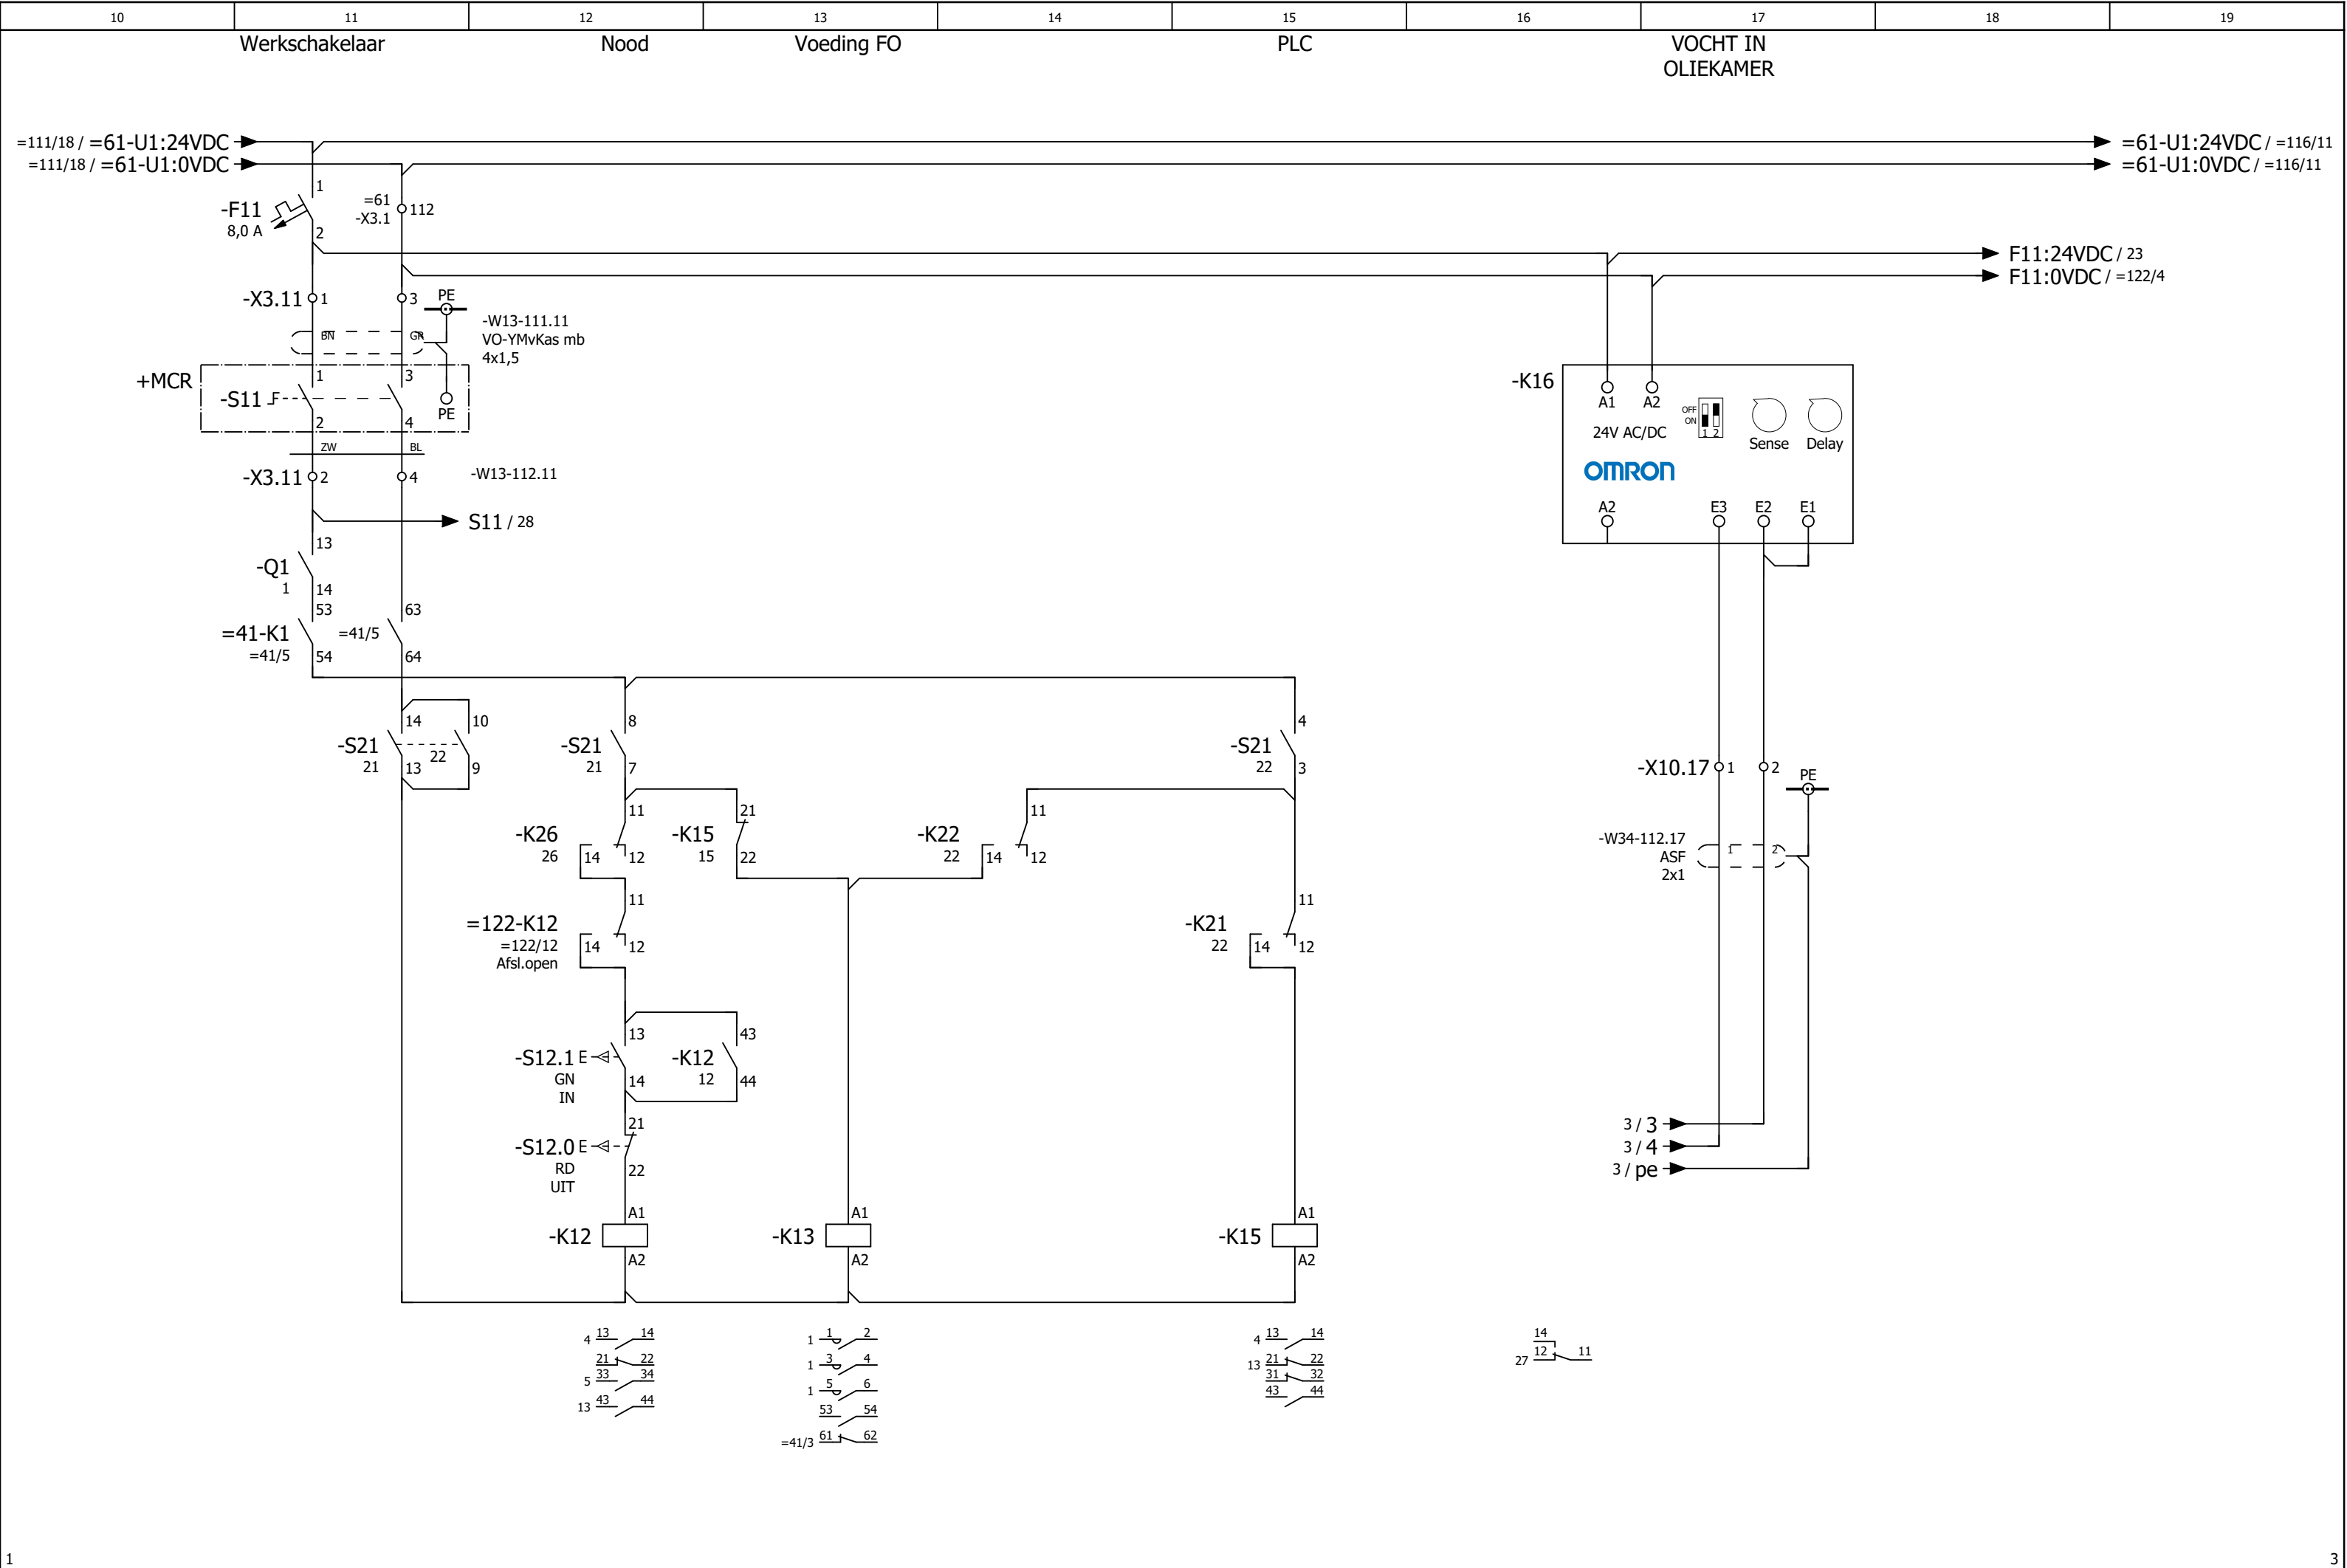 10 11 12 13 14 15 16 17 18 19
Werkschakelaar Nood Voeding FO PLC VOCHT IN
OLIEKAMER
=111/18 / =61-U1:24VDC =61-U1:24VDC / =116/11
=111/18 / =61-U1:0VDC =61-U1:0VDC / =116/11
1
-F11 =61 112
8,0 A -X3.1
2
F11:24VDC / 23
F11:0VDC / =122/4
-X3.11 1 3 PE
-W13-111.11
BN GR VO-YMvKas mb
4x1,5
+MCR 1 3 -K16
-S11 F PE A1 A2
2 4 OFF
ON
1 2
24V AC/DC Sense Delay
ZW BL
OMRON
-X3.11 2 4 -W13-112.11
A2 E3 E2 E1
S11 / 28
13
-Q1
1 14
53 63
=41-K1 =41/5
=41/5 54 64
14 10 8 4
-S21 22 -S21 -S21
21 13 9 21 7 22 3
-X10.17 1 2 PE
11 21 11
-K26 -K15 -K22
26 14 12 15 22 22 14 12
-W34-112.17
ASF 1 2
2x1
11 11
=122-K12 -K21
=122/12 14 12 22 14 12
Afsl.open
13 43
-S12.1 E -K12
GN 14 12 44
IN
21
-S12.0 E
RD 22
UIT
3 / 3
3 / 4
3 / pe
A1 A1 A1
-K12 -K13 -K15
A2 A2 A2
4 13 14
21 22
5 33 34
13 43 44
1 1 2
1 3 4
1 5 6
53 54
=41/3 61 62
4 13 14
13 21 22
31 32
43 44
14
27 12 11
1 3